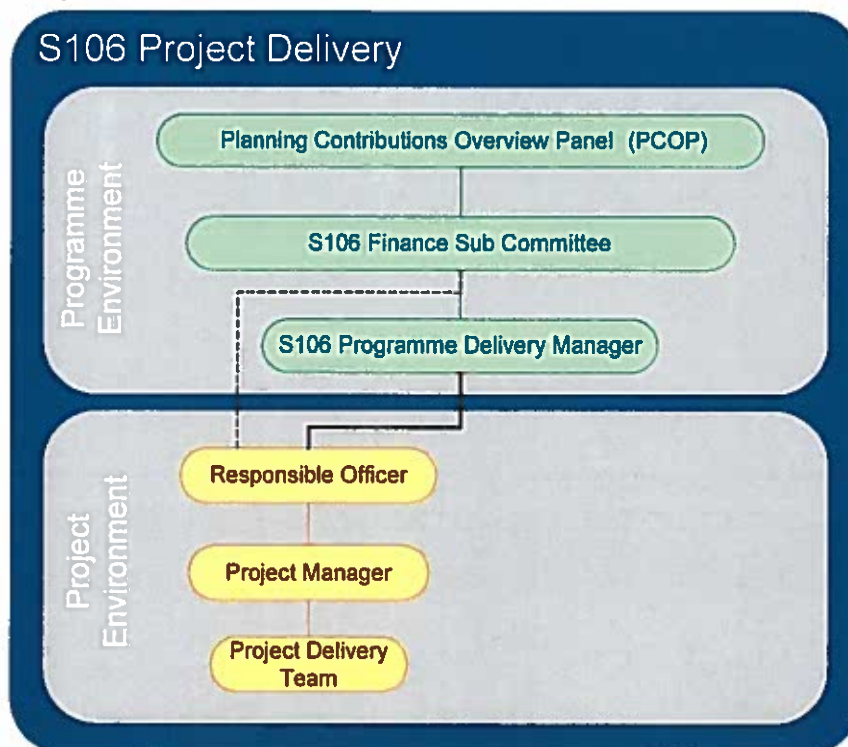 S106 Project Delivery
Programme
Environment
Planning Contributions Overview Panel (PCOP)
S106 Finance Sub Committee
S106 Programme Delivery Manager
Project
Environment
Responsible Officer
Project Manager
Project Delivery
Team